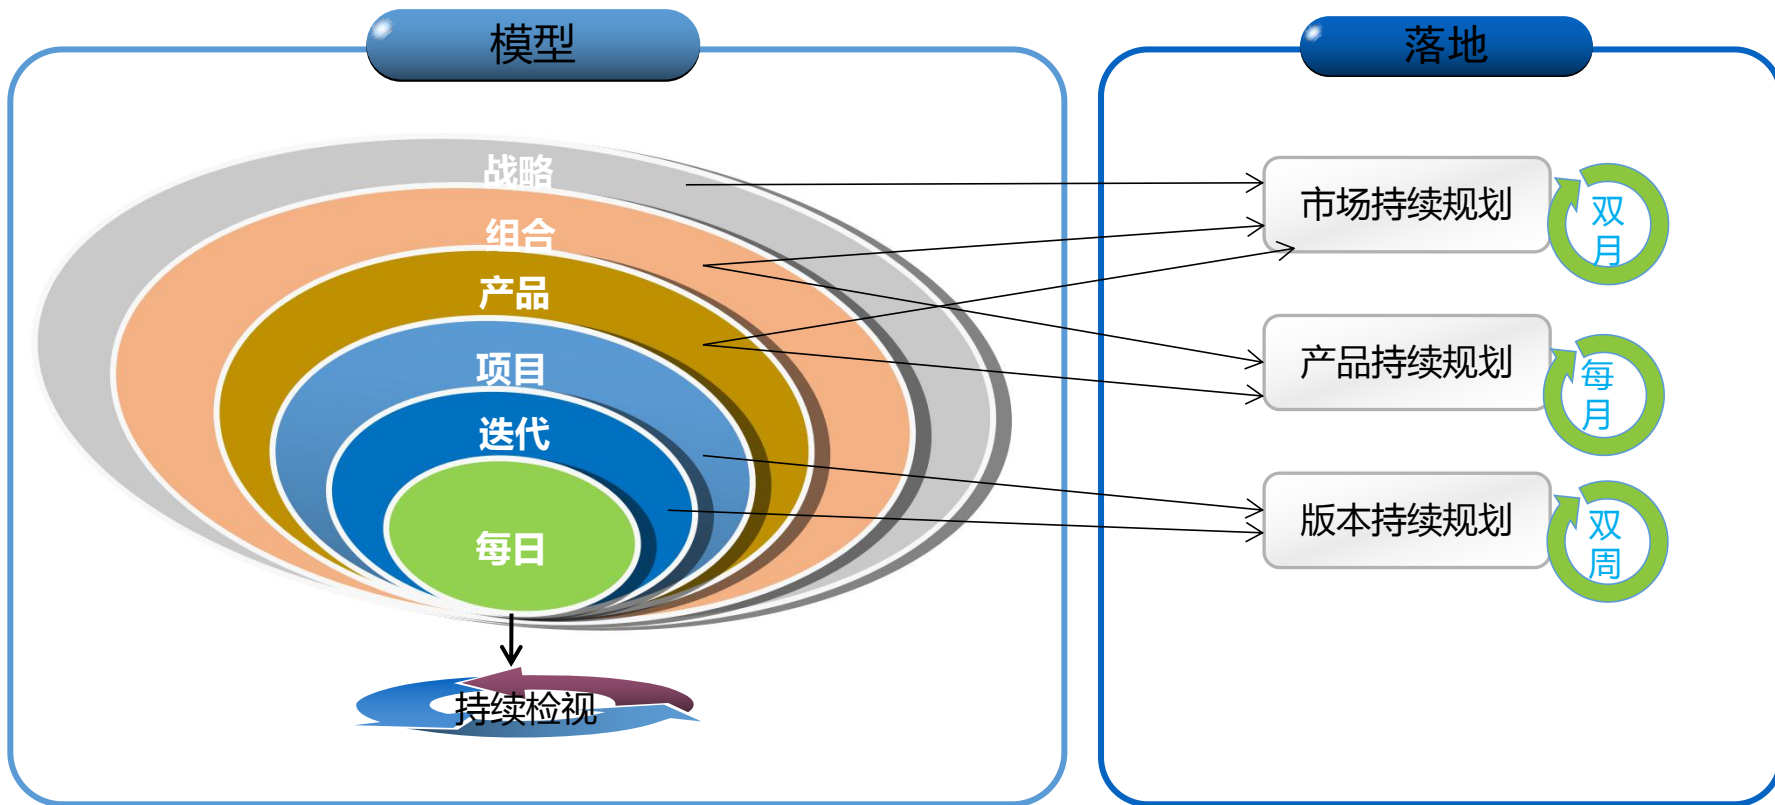 模型
战略
组合
产品
项目
迭代
每日
持续检视
落地
市场持续规划
双
月
产品持续规划
每
月
版本持续规划
双
周